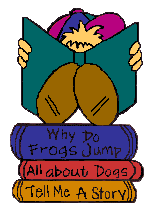 Why Do
Frogs Jump
All about Dogs
Tell Me A Story